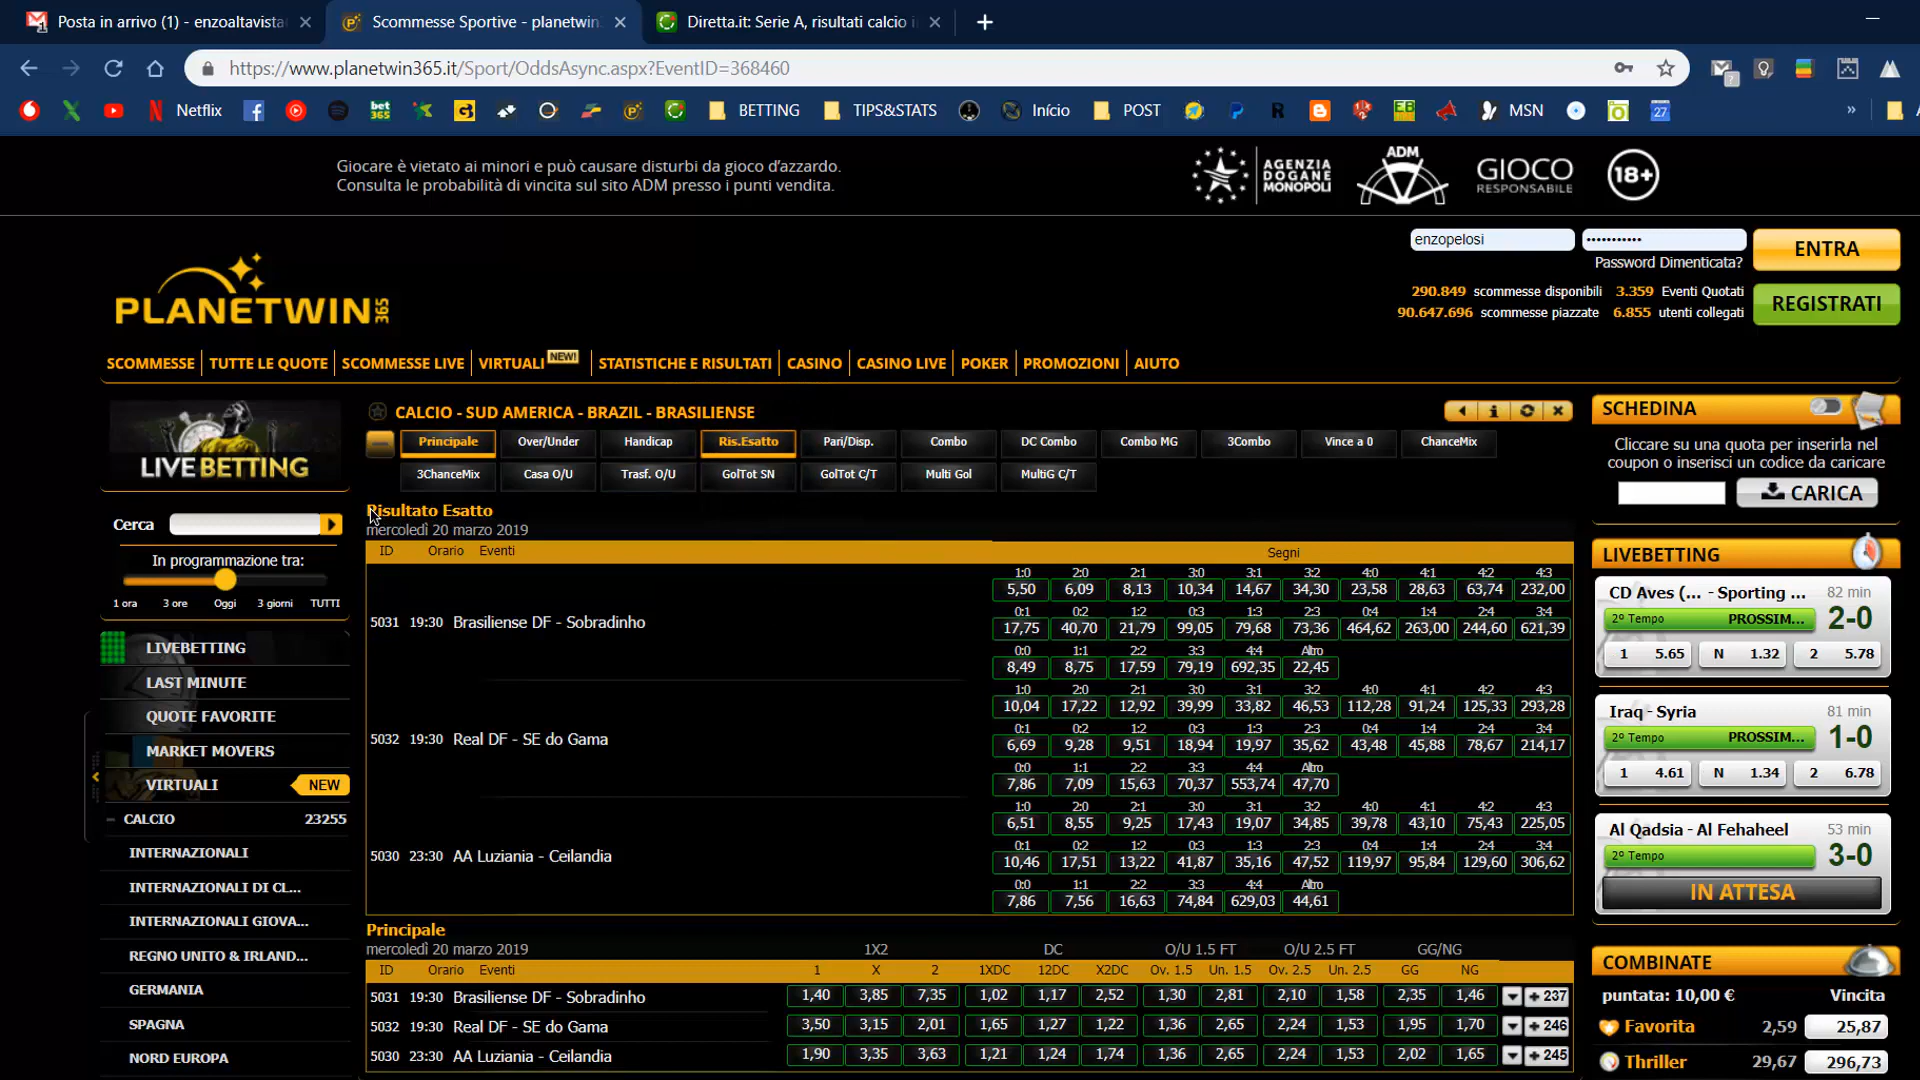 Posta in arrivo (1) - enzoaltavista
Scommesse Sportive - planetwin
Diretta.it: Serie A, risultati calcio i
https://www.planetwin365.it/Sport/OddsAsync.aspx?EventID=368460
Netflix
bet365
BETTING
TIPS&STATS
Início
POST
MSN
27
Giocare è vietato ai minori e può causare disturbi da gioco d'azzardo.
Consulta le probabilità di vincita sul sito ADM presso i punti vendita.
AGENZIA DOGANE MONOPOLI
ADM
GIOCO RESPONSABILE
18+
enzopelosi
•••••••••••
ENTRA
Password Dimenticata?
PLANETWIN365
290.849 scommesse disponibili 3.359 Eventi Quotati
90.647.696 scommesse piazzate 6.855 utenti collegati
REGISTRATI
SCOMMESSE TUTTE LE QUOTE SCOMMESSE LIVE VIRTUALI NEW! STATISTICHE E RISULTATI CASINO CASINO LIVE POKER PROMOZIONI AIUTO
LIVE BETTING
Cerca
In programmazione tra:
1 ora 3 ore Oggi 3 giorni TUTTI
LIVEBETTING
LAST MINUTE
QUOTE FAVORITE
MARKET MOVERS
VIRTUALI NEW
CALCIO 23255
INTERNAZIONALI
INTERNAZIONALI DI CL...
INTERNAZIONALI GIOVA...
REGNO UNITO & IRLAND...
GERMANIA
SPAGNA
NORD EUROPA
CALCIO - SUD AMERICA - BRAZIL - BRASILIENSE
Principale Over/Under Handicap Ris.Esatto Pari/Disp. Combo DC Combo Combo MG 3Combo Vince a 0 ChanceMix
3ChanceMix Casa O/U Trasf. O/U GolTot SN GolTot C/T Multi Gol MultiG C/T
Risultato Esatto
mercoledì 20 marzo 2019
ID Orario Eventi Segni
1:0 2:0 2:1 3:0 3:1 3:2 4:0 4:1 4:2 4:3
5,50 6,09 8,13 10,34 14,67 34,30 23,58 28,63 63,74 232,00
0:1 0:2 1:2 0:3 1:3 2:3 0:4 1:4 2:4 3:4
5031 19:30 Brasiliense DF - Sobradinho 17,75 40,70 21,79 99,05 79,68 73,36 464,62 263,00 244,60 621,39
0:0 1:1 2:2 3:3 4:4 Altro
8,49 8,75 17,59 79,19 692,35 22,45
1:0 2:0 2:1 3:0 3:1 3:2 4:0 4:1 4:2 4:3
10,04 17,22 12,92 39,99 33,82 46,53 112,28 91,24 125,33 293,28
0:1 0:2 1:2 0:3 1:3 2:3 0:4 1:4 2:4 3:4
5032 19:30 Real DF - SE do Gama 6,69 9,28 9,51 18,94 19,97 35,62 43,48 45,88 78,67 214,17
0:0 1:1 2:2 3:3 4:4 Altro
7,86 7,09 15,63 70,37 553,74 47,70
1:0 2:0 2:1 3:0 3:1 3:2 4:0 4:1 4:2 4:3
6,51 8,55 9,25 17,43 19,07 34,85 39,78 43,10 75,43 225,05
0:1 0:2 1:2 0:3 1:3 2:3 0:4 1:4 2:4 3:4
5030 23:30 AA Luziania - Ceilandia 10,46 17,51 13,22 41,87 35,16 47,52 119,97 95,84 129,60 306,62
0:0 1:1 2:2 3:3 4:4 Altro
7,86 7,56 16,63 74,84 629,03 44,61
Principale
mercoledì 20 marzo 2019 1X2 DC O/U 1.5 FT O/U 2.5 FT GG/NG
ID Orario Eventi 1 X 2 1XDC 12DC X2DC Ov. 1.5 Un. 1.5 Ov. 2.5 Un. 2.5 GG NG
5031 19:30 Brasiliense DF - Sobradinho 1,40 3,85 7,35 1,02 1,17 2,52 1,30 2,81 2,10 1,58 2,35 1,46 +237
5032 19:30 Real DF - SE do Gama 3,50 3,15 2,01 1,65 1,27 1,22 1,36 2,65 2,24 1,53 1,95 1,70 +246
5030 23:30 AA Luziania - Ceilandia 1,90 3,35 3,63 1,21 1,24 1,74 1,36 2,65 2,24 1,53 2,02 1,65 +245
SCHEDINA
Cliccare su una quota per inserirla nel
coupon o inserisci un codice da caricare
CARICA
LIVEBETTING
CD Aves (... - Sporting ... 82 min
2º Tempo PROSSIM... 2-0
1 5.65 N 1.32 2 5.78
Iraq - Syria 81 min
2º Tempo PROSSIM... 1-0
1 4.61 N 1.34 2 6.78
Al Qadsia - Al Fehaheel 53 min
2º Tempo 3-0
IN ATTESA
COMBINATE
puntata: 10,00 € Vincita
Favorita 2,59 25,87
Thriller 29,67 296,73